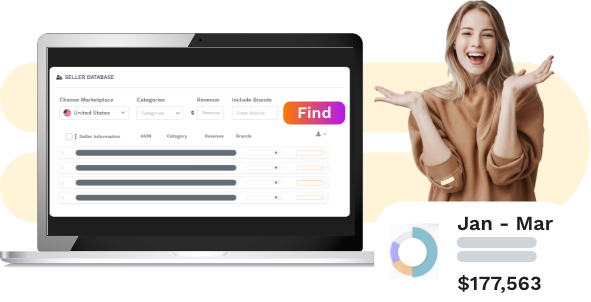 SELLER DATABASE
Choose Marketplace Categories Revenue Include Brands
United States Categories $ Revenue Enter Brands Find
Seller Information ASIN Category Revenue Brands
Jan - Mar
$177,563